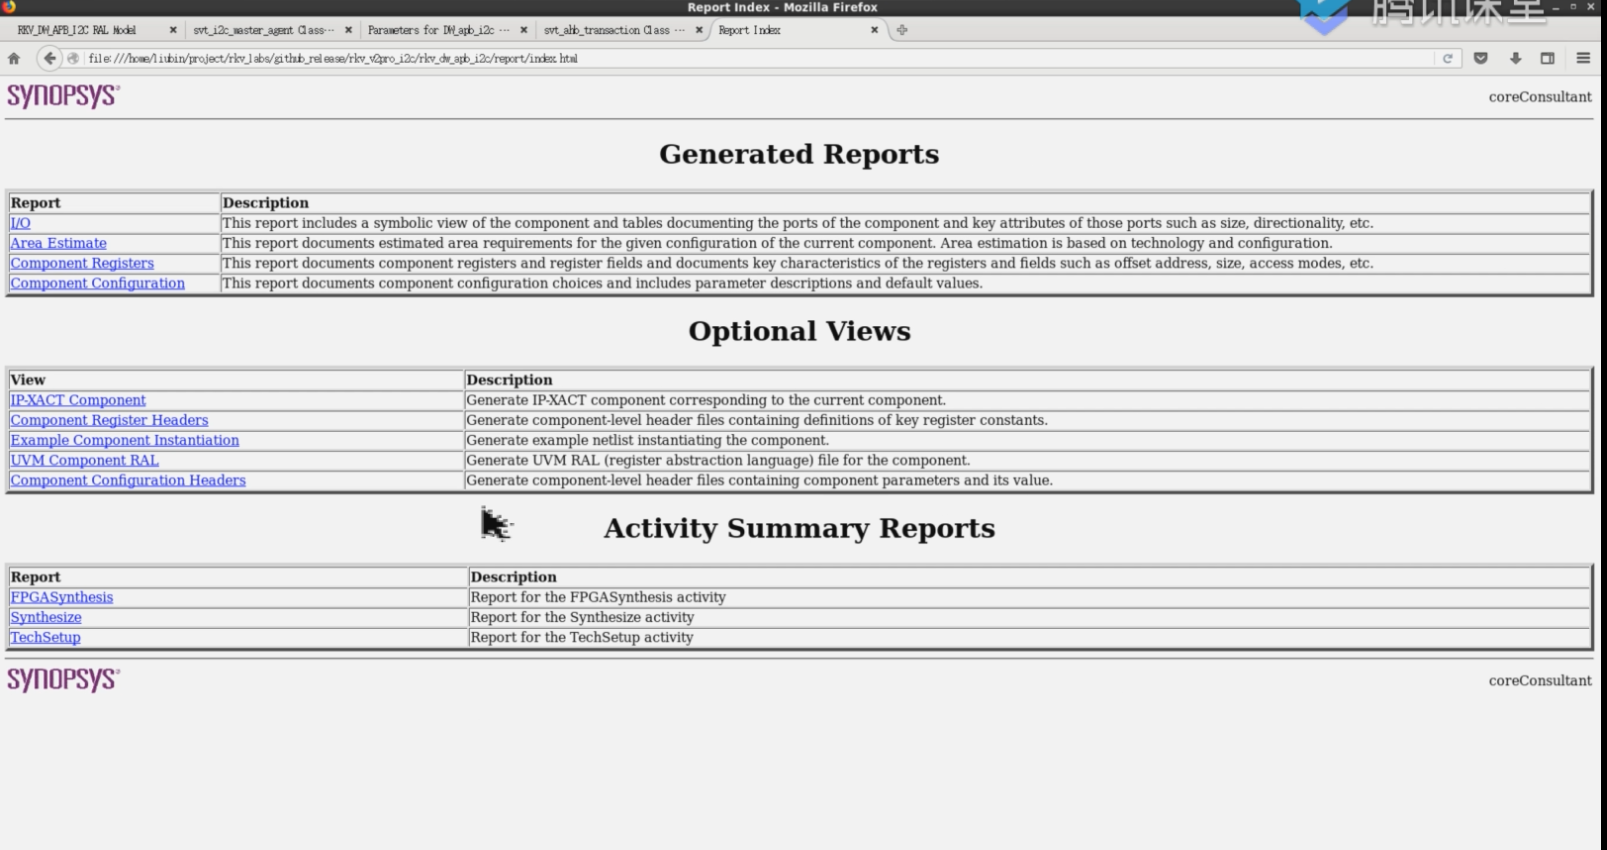 Report Index - Mozilla Firefox
腾讯课堂
RKV_DW_APB_I2C RAL Model × svt_i2c_master_agent Class··· × Parameters for DW_apb_i2c ··· × svt_ahb_transaction Class ··· × Report Index ×
file:///home/liubin/project/rkv_labs/github_release/rkv_v2pro_i2c/rkv_dw_apb_i2c/report/index.html
SYNOPSYS® coreConsultant
Generated Reports
Report Description
I/O This report includes a symbolic view of the component and tables documenting the ports of the component and key attributes of those ports such as size, directionality, etc.
Area Estimate This report documents estimated area requirements for the given configuration of the current component. Area estimation is based on technology and configuration.
Component Registers This report documents component registers and register fields and documents key characteristics of the registers and fields such as offset address, size, access modes, etc.
Component Configuration This report documents component configuration choices and includes parameter descriptions and default values.
Optional Views
View Description
IP-XACT Component Generate IP-XACT component corresponding to the current component.
Component Register Headers Generate component-level header files containing definitions of key register constants.
Example Component Instantiation Generate example netlist instantiating the component.
UVM Component RAL Generate UVM RAL (register abstraction language) file for the component.
Component Configuration Headers Generate component-level header files containing component parameters and its value.
Activity Summary Reports
Report Description
FPGASynthesis Report for the FPGASynthesis activity
Synthesize Report for the Synthesize activity
TechSetup Report for the TechSetup activity
SYNOPSYS® coreConsultant